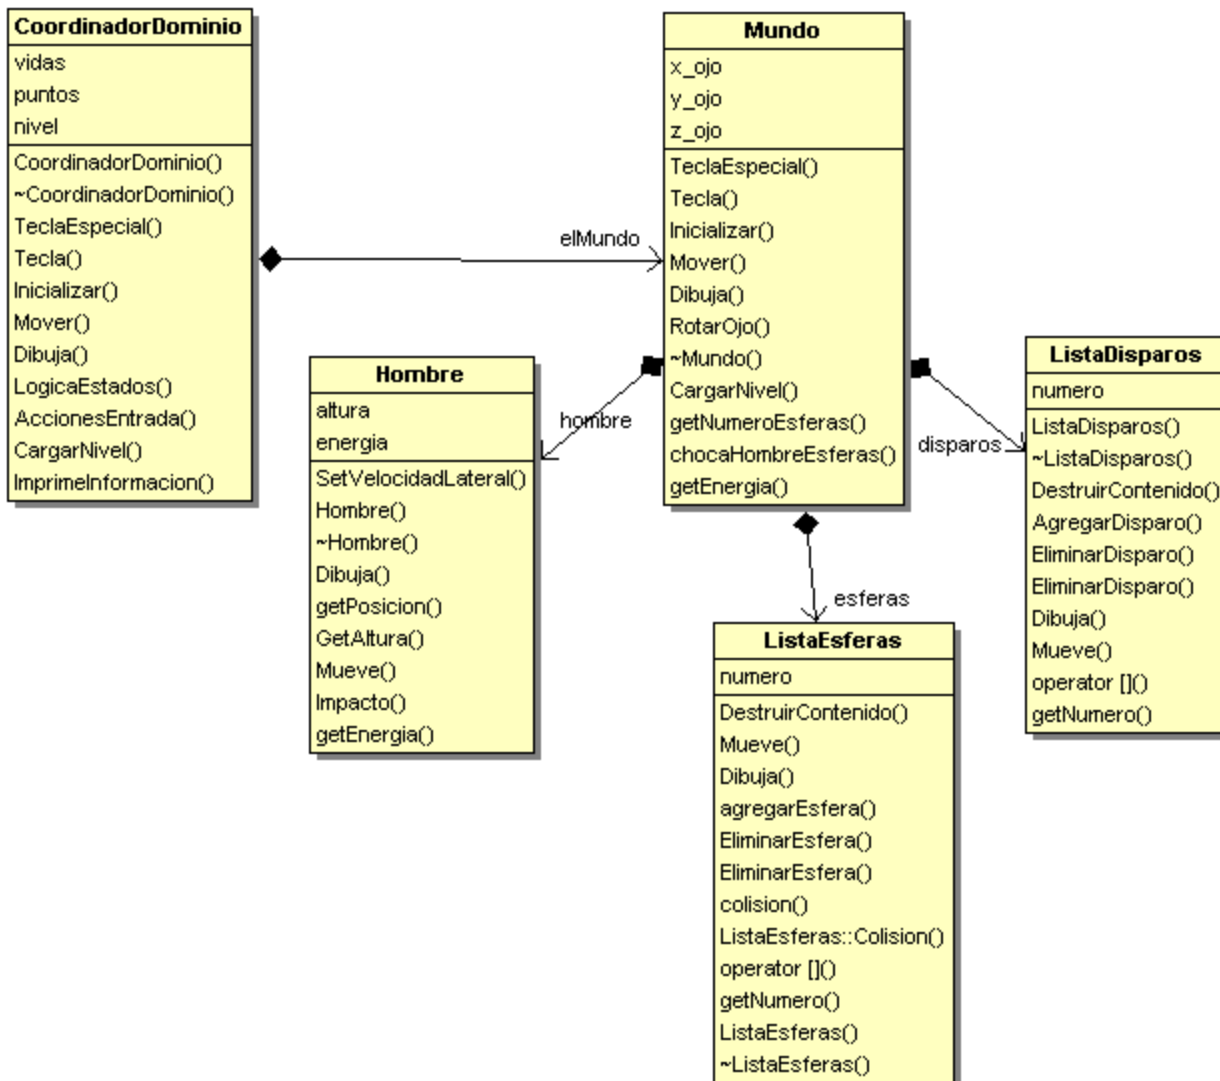 CoordinadorDominio
vidas
puntos
nivel
CoordinadorDominio()
~CoordinadorDominio()
TeclaEspecial()
Tecla()
Inicializar()
Mover()
Dibuja()
LogicaEstados()
AccionesEntrada()
CargarNivel()
ImprimeInformacion()
elMundo
Mundo
x_ojo
y_ojo
z_ojo
TeclaEspecial()
Tecla()
Inicializar()
Mover()
Dibuja()
RotarOjo()
~Mundo()
CargarNivel()
getNumeroEsferas()
chocaHombreEsferas()
getEnergia()
hombre
Hombre
altura
energia
SetVelocidadLateral()
Hombre()
~Hombre()
Dibuja()
getPosicion()
GetAltura()
Mueve()
Impacto()
getEnergia()
disparos
ListaDisparos
numero
ListaDisparos()
~ListaDisparos()
DestruirContenido()
AgregarDisparo()
EliminarDisparo()
EliminarDisparo()
Dibuja()
Mueve()
operator []()
getNumero()
esferas
ListaEsferas
numero
DestruirContenido()
Mueve()
Dibuja()
agregarEsfera()
EliminarEsfera()
EliminarEsfera()
colision()
ListaEsferas::Colision()
operator []()
getNumero()
ListaEsferas()
~ListaEsferas()